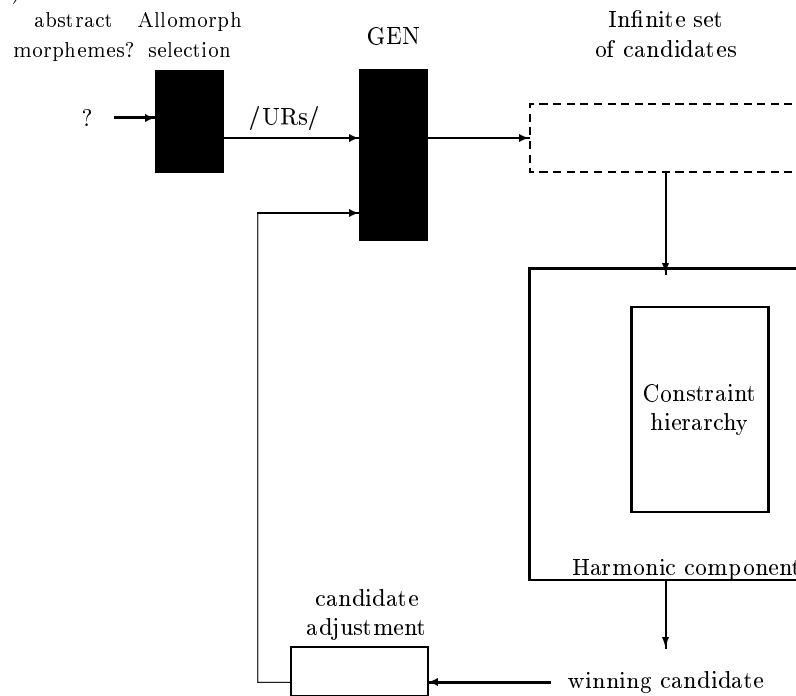 abstract
morphemes?
Allomorph
selection
GEN
Infinite set
of candidates
?
/URs/
Constraint
hierarchy
Harmonic component
candidate
adjustment
winning candidate